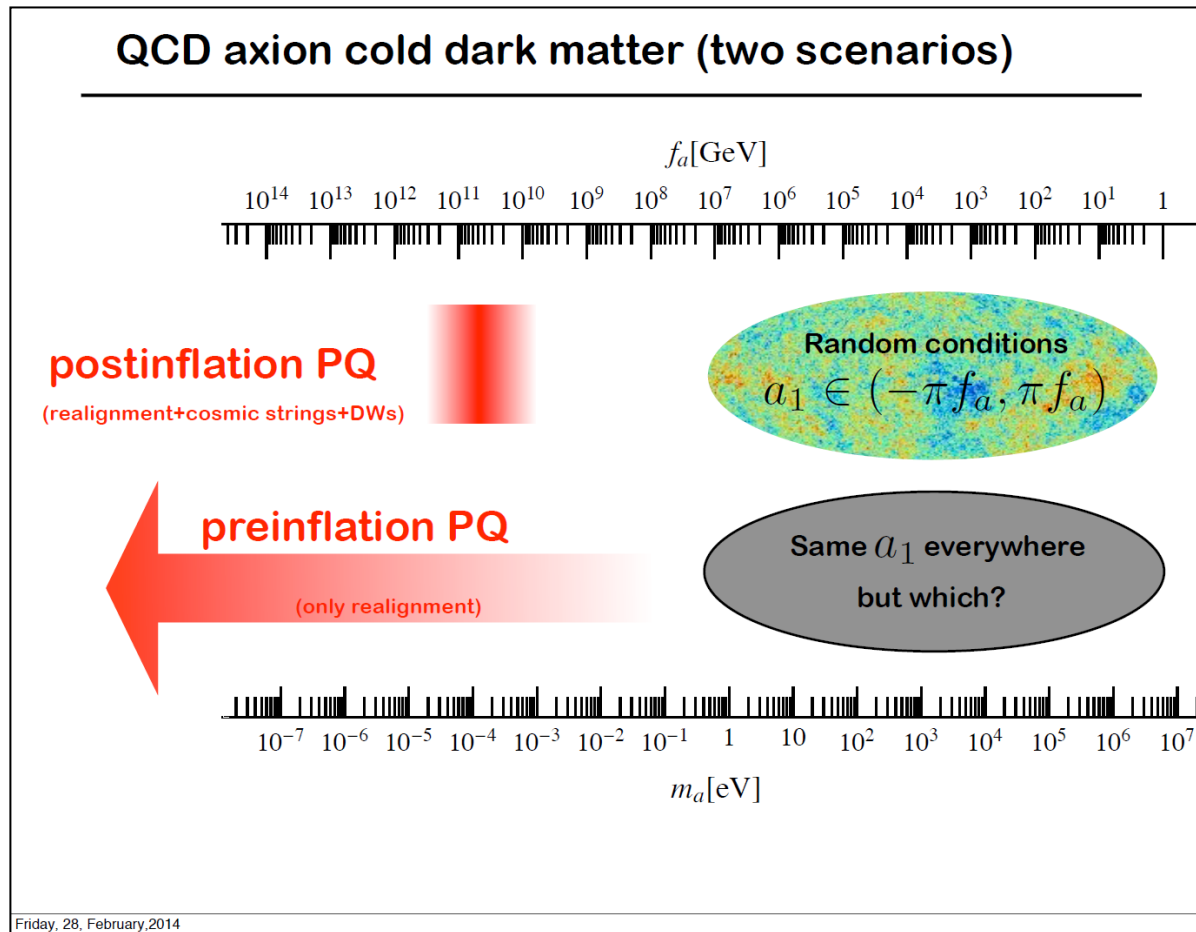 QCD axion cold dark matter (two scenarios)
f_a[GeV]
10^14 10^13 10^12 10^11 10^10 10^9 10^8 10^7 10^6 10^5 10^4 10^3 10^2 10^1 1
postinflation PQ
(realignment+cosmic strings+DWs)
Random conditions
a_1 ∈ (−πf_a, πf_a)
preinflation PQ
(only realignment)
Same a_1 everywhere
but which?
10^−7 10^−6 10^−5 10^−4 10^−3 10^−2 10^−1 1 10 10^2 10^3 10^4 10^5 10^6 10^7
m_a[eV]
Friday, 28, February,2014